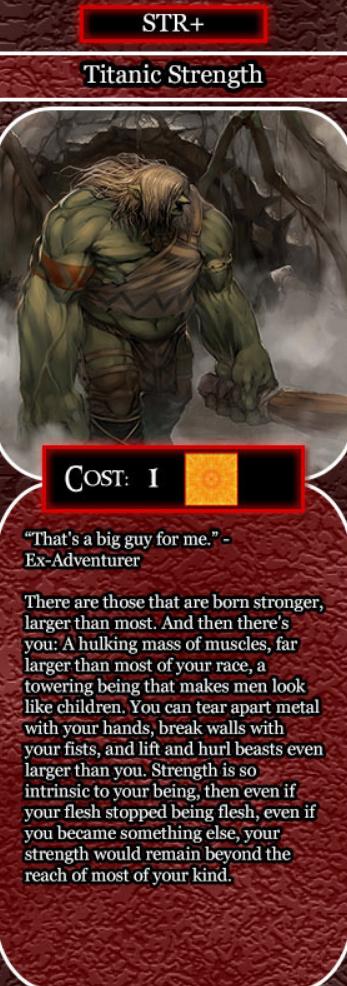 STR+
Titanic Strength
COST: 1
"That's a big guy for me." -
Ex-Adventurer
There are those that are born stronger,
larger than most. And then there's
you: A hulking mass of muscles, far
larger than most of your race, a
towering being that makes men look
like children. You can tear apart metal
with your hands, break walls with
your fists, and lift and hurl beasts even
larger than you. Strength is so
intrinsic to your being, then even if
your flesh stopped being flesh, even if
you became something else, your
strength would remain beyond the
reach of most of your kind.